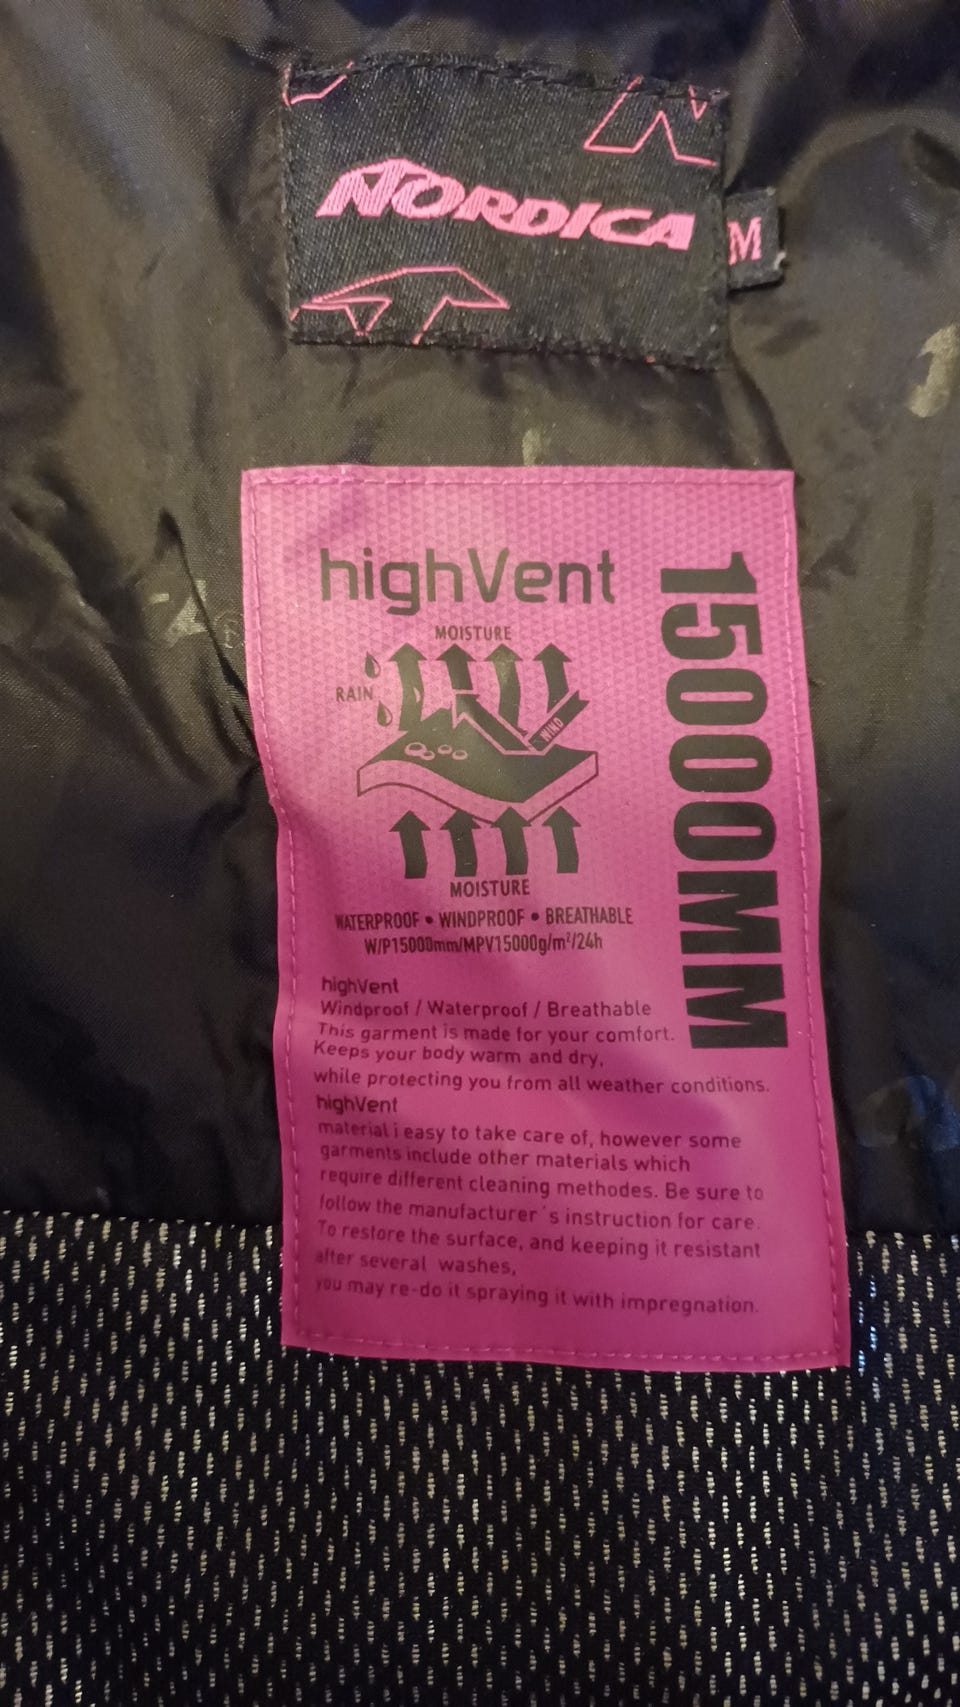 NORDICA
M
highVent
15000MM
MOISTURE
RAIN
WIND
MOISTURE
WATERPROOF • WINDPROOF • BREATHABLE
W/P15000mm/MPV15000g/m²/24h
highVent
Windproof / Waterproof / Breathable
This garment is made for your comfort.
Keeps your body warm and dry,
while protecting you from all weather conditions.
highVent
material i easy to take care of, however some
garments include other materials which
require different cleaning methodes. Be sure to
follow the manufacturer´s instruction for care.
To restore the surface, and keeping it resistant
after several washes,
you may re-do it spraying it with impregnation.